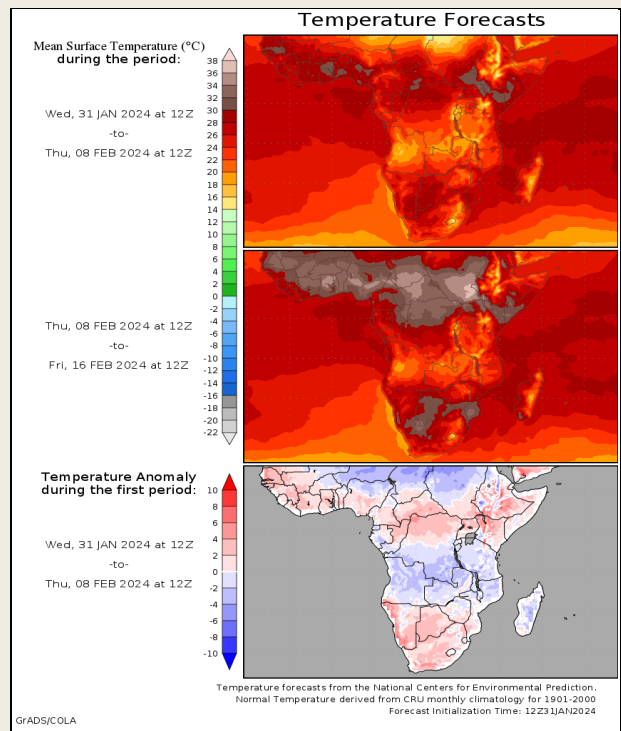 Temperature Forecasts
Mean Surface Temperature (°C)
during the period:
Wed, 31 JAN 2024 at 12Z
-to-
Thu, 08 FEB 2024 at 12Z
38
36
34
32
30
28
26
24
22
20
18
16
14
12
10
8
6
4
2
0
-2
-4
-6
-8
-10
-12
-14
-16
-18
-20
-22
Thu, 08 FEB 2024 at 12Z
-to-
Fri, 16 FEB 2024 at 12Z
Temperature Anomaly
during the first period:
Wed, 31 JAN 2024 at 12Z
-to-
Thu, 08 FEB 2024 at 12Z
10
8
6
4
2
0
-2
-4
-6
-8
-10
Temperature forecasts from the National Centers for Environmental Prediction.
Normal Temperature derived from CRU monthly climatology for 1901-2000
Forecast Initialization Time: 12Z31JAN2024
GrADS/COLA